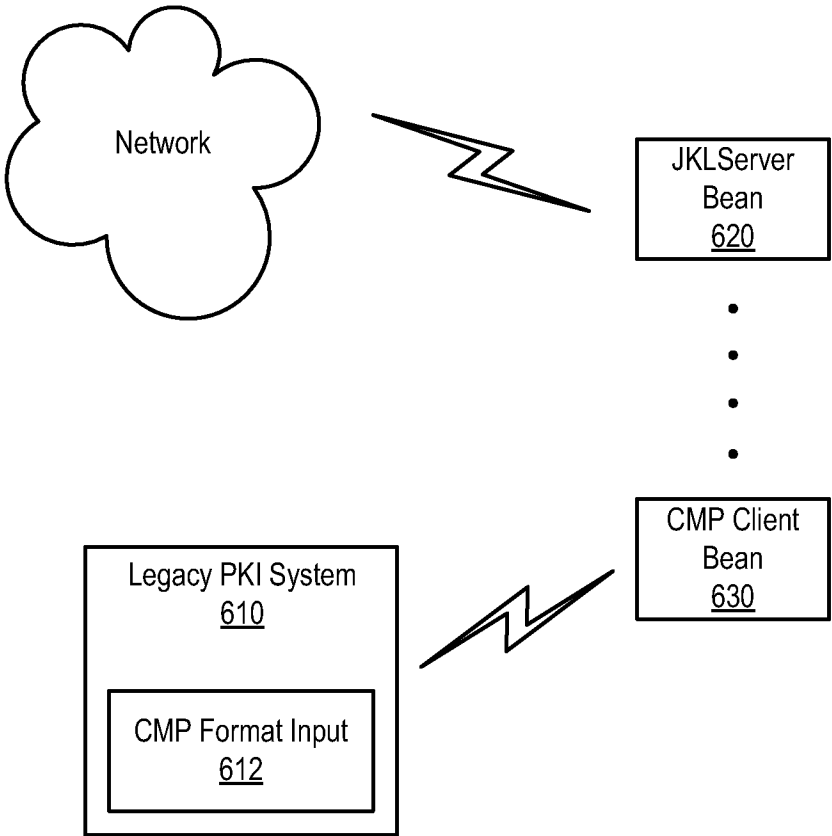 Network
JKLServer
Bean
620
CMP Client
Bean
630
Legacy PKI System
610
CMP Format Input
612